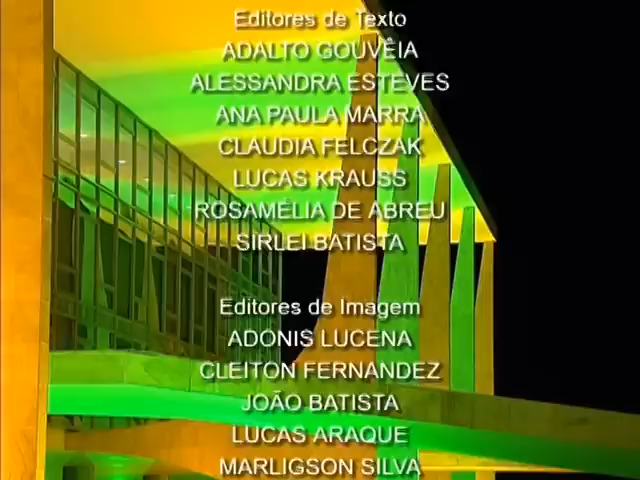 Editores de Texto
ADALTO GOUVÊIA
ALESSANDRA ESTEVES
ANA PAULA MARRA
CLAUDIA FELCZAK
LUCAS KRAUSS
ROSAMÉLIA DE ABREU
SIRLEI BATISTA
Editores de Imagem
ADONIS LUCENA
CLEITON FERNANDEZ
JOÃO BATISTA
LUCAS ARAQUE
MARLIGSON SILVA